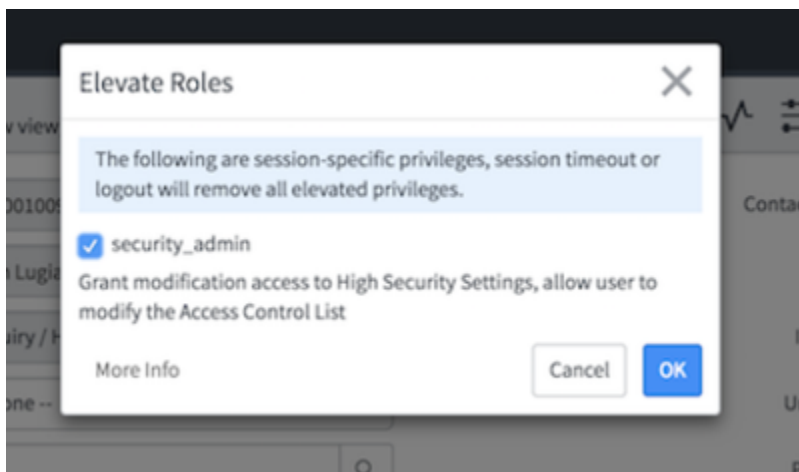 Elevate Roles
view
The following are session-specific privileges, session timeout or
logout will remove all elevated privileges.
security_admin
Grant modification access to High Security Settings, allow user to
modify the Access Control List
More Info
Cancel
OK